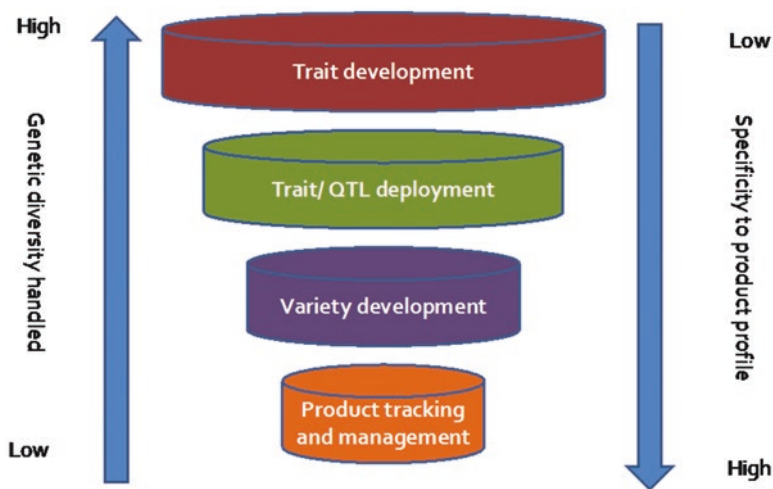 High
Low
Trait development
Genetic diversity handled
Specificity to product profile
Trait/ QTL deployment
Variety development
Product tracking
and management
Low
High